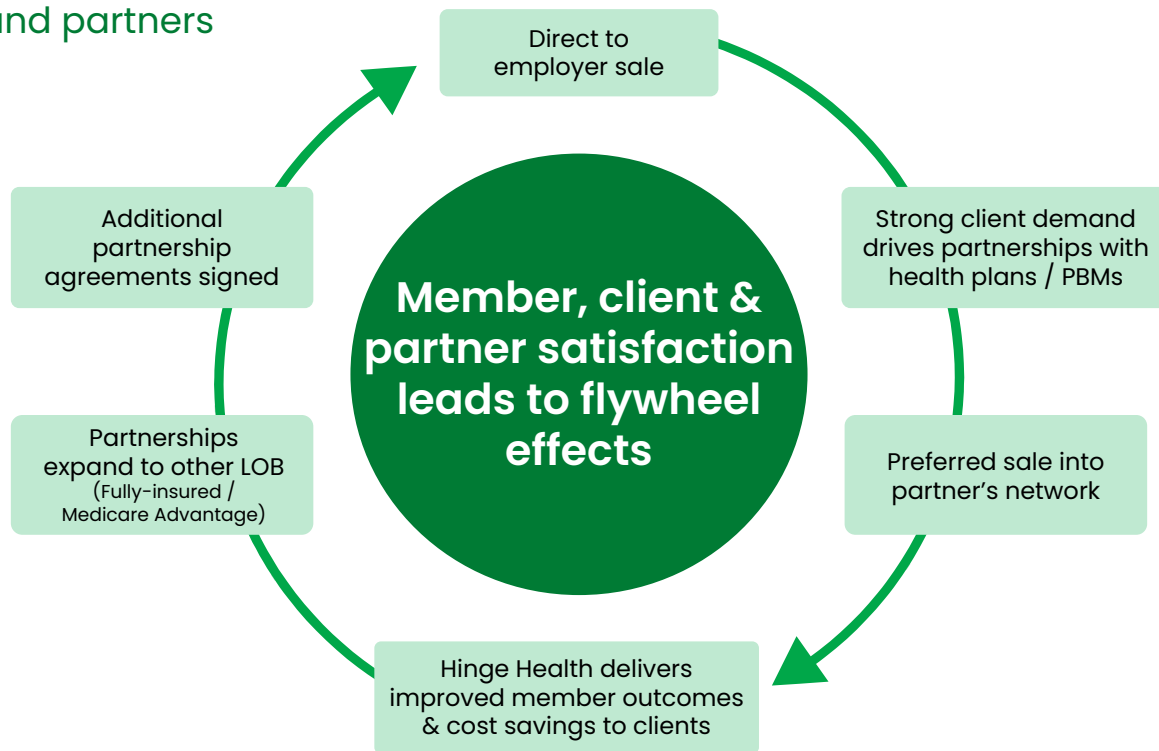 and partners
Direct to
employer sale
Strong client demand
drives partnerships with
health plans / PBMs
Preferred sale into
partner’s network
Hinge Health delivers
improved member outcomes
& cost savings to clients
Partnerships
expand to other LOB
(Fully-insured /
Medicare Advantage)
Additional
partnership
agreements signed
Member, client &
partner satisfaction
leads to flywheel
effects